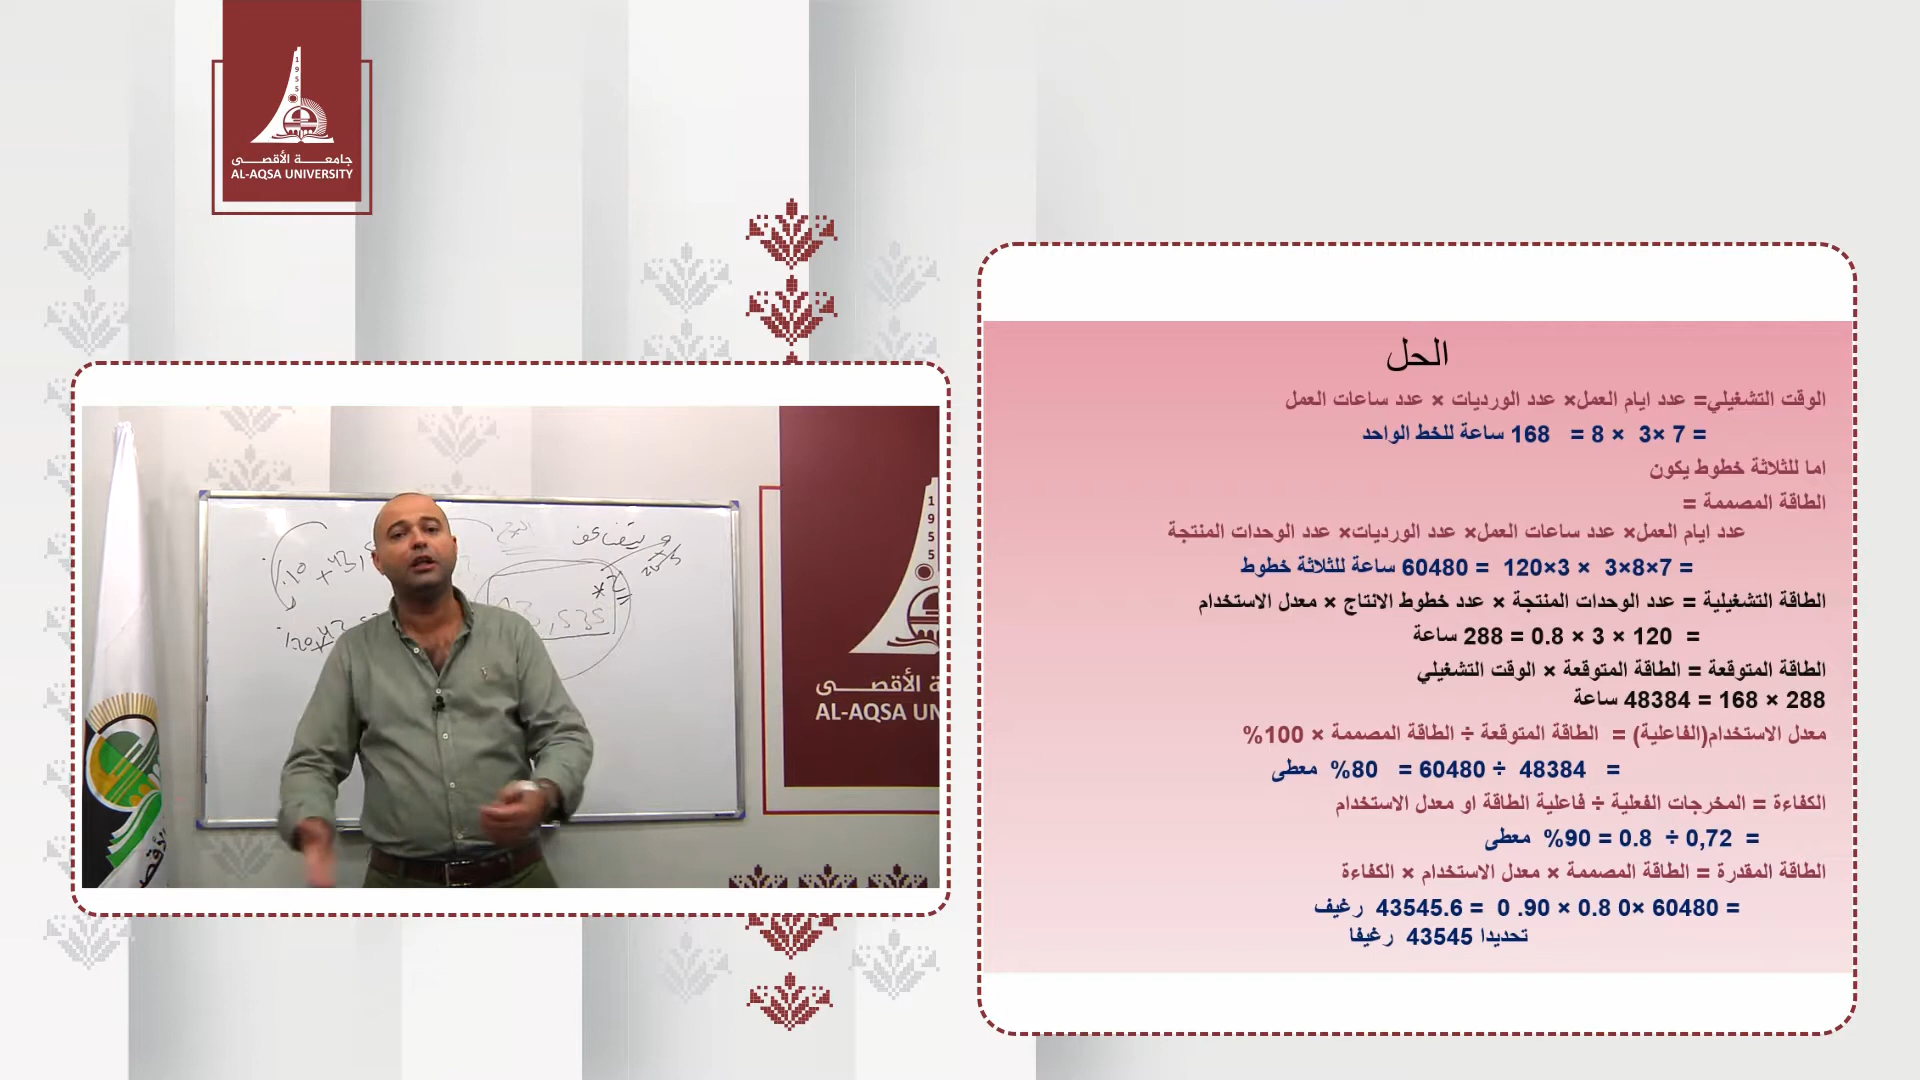 1955
جامعة الأقصى
AL-AQSA UNIVERSITY
الحل
الوقت التشغيلي= عدد ايام العمل× عدد الورديات × عدد ساعات العمل
= 7 ×3 × 8 = 168 ساعة للخط الواحد
اما للثلاثة خطوط يكون
الطاقة المصممة =
عدد ايام العمل× عدد ساعات العمل× عدد الورديات× عدد الوحدات المنتجة
= 7×8×3 × 3×120 = 60480 ساعة للثلاثة خطوط
الطاقة التشغيلية = عدد الوحدات المنتجة × عدد خطوط الانتاج × معدل الاستخدام
= 120 × 3 × 0.8 = 288 ساعة
الطاقة المتوقعة = الطاقة المتوقعة × الوقت التشغيلي
288 × 168 = 48384 ساعة
معدل الاستخدام(الفاعلية) = الطاقة المتوقعة ÷ الطاقة المصممة × 100%
= 48384 ÷ 60480 = 80% معطى
الكفاءة = المخرجات الفعلية ÷ فاعلية الطاقة او معدل الاستخدام
= 0,72 ÷ 0.8 = 90% معطى
الطاقة المقدرة = الطاقة المصممة × معدل الاستخدام × الكفاءة
= 60480 ×0 0.8 × 90. 0 = 43545.6 رغيف
تحديدا 43545 رغيفا
1955
الأقصى
AL-AQSA UN